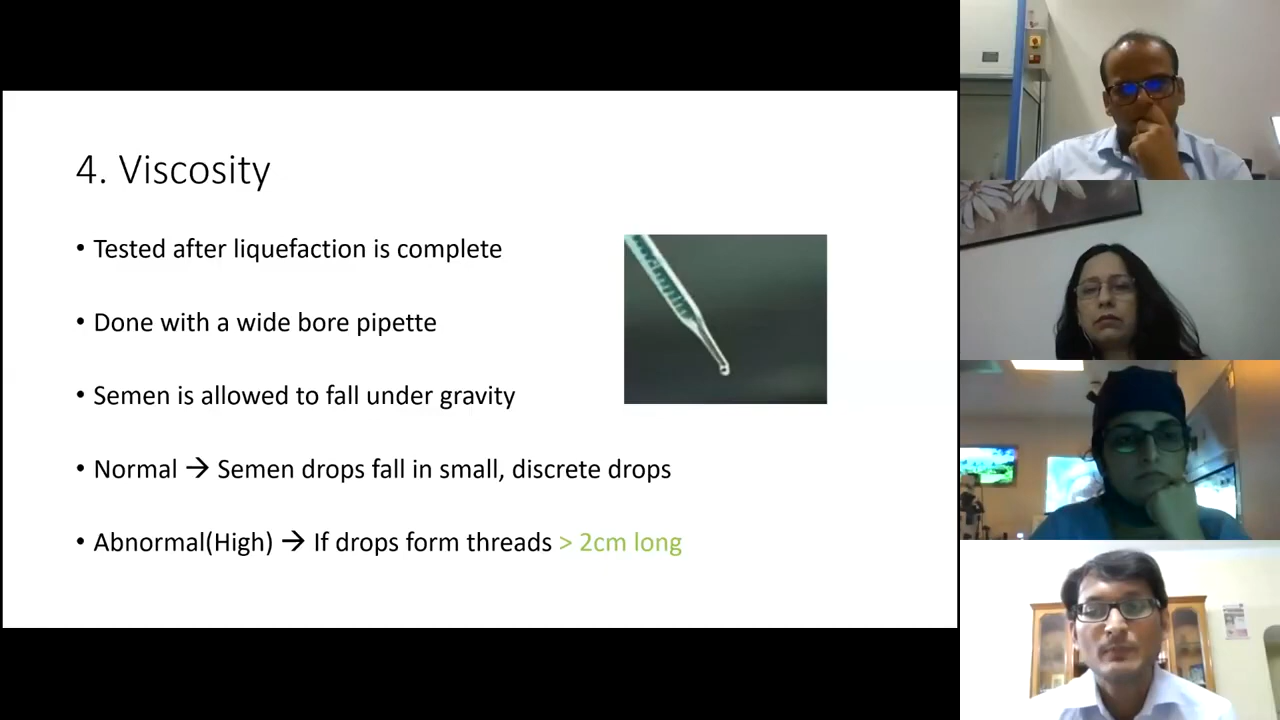 4. Viscosity
• Tested after liquefaction is complete
• Done with a wide bore pipette
• Semen is allowed to fall under gravity
• Normal → Semen drops fall in small, discrete drops
• Abnormal(High) → If drops form threads > 2cm long